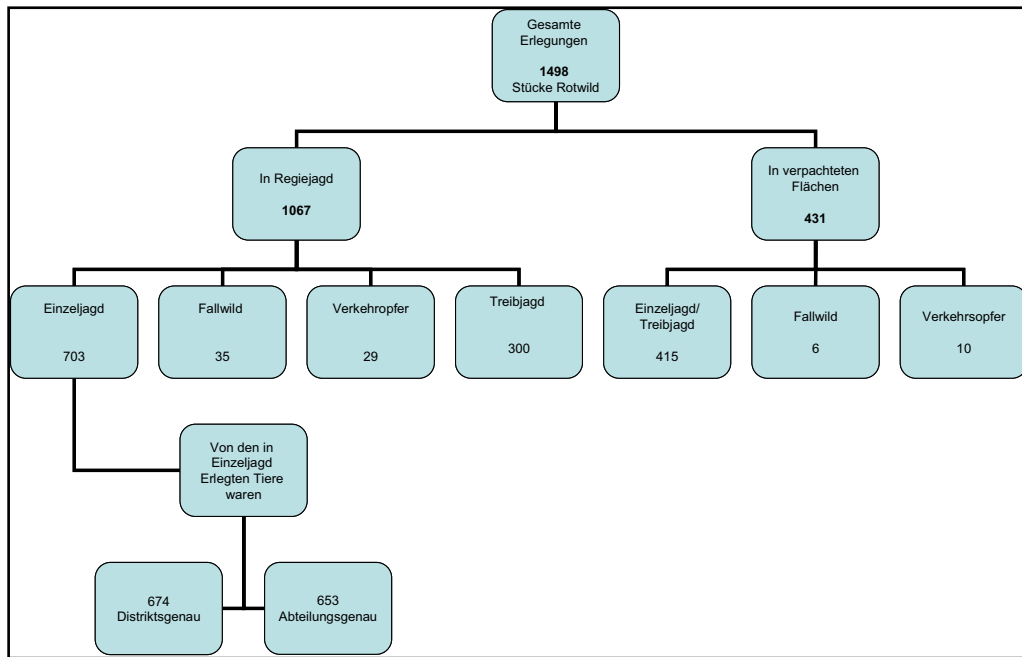 Gesamte
Erlegungen
1498
Stücke Rotwild
In Regiejagd
1067
In verpachteten
Flächen
431
Einzeljagd
703
Fallwild
35
Verkehropfer
29
Treibjagd
300
Einzeljagd/
Treibjagd
415
Fallwild
6
Verkehrsopfer
10
Von den in
Einzeljagd
Erlegten Tiere
waren
674
Distriktsgenau
653
Abteilungsgenau